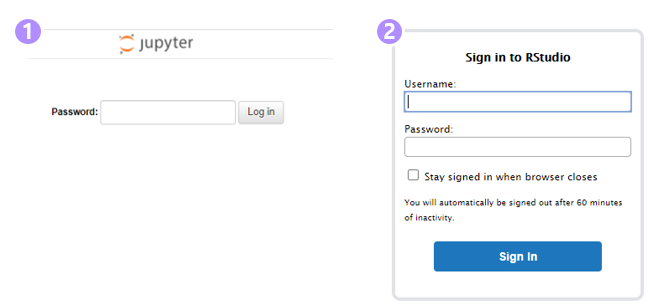 1
jupyter
Password: Log in
2
Sign in to RStudio
Username:
Password:
Stay signed in when browser closes
You will automatically be signed out after 60 minutes
of inactivity.
Sign In